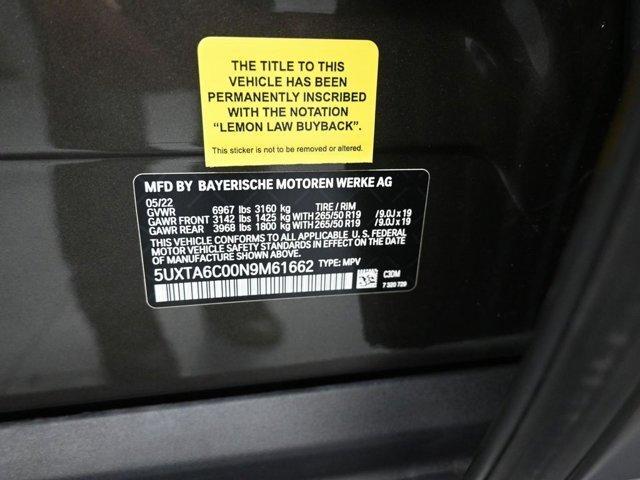 THE TITLE TO THIS
VEHICLE HAS BEEN
PERMANENTLY INSCRIBED
WITH THE NOTATION
“LEMON LAW BUYBACK”.
This sticker is not to be removed or altered.
MFD BY BAYERISCHE MOTOREN WERKE AG
05/22
GVWR 6967 lbs 3160 kg TIRE / RIM
GAWR FRONT 3142 lbs 1425 kg WITH 265/50 R19 /9.0J x 19
GAWR REAR 3968 lbs 1800 kg WITH 265/50 R19 /9.0J x 19
THIS VEHICLE CONFORMS TO ALL APPLICABLE U. S. FEDERAL
MOTOR VEHICLE SAFETY STANDARDS IN EFFECT ON THE DATE
OF MANUFACTURE SHOWN ABOVE.
5UXTA6C00N9M61662 TYPE: MPV
C3DM
7 320 729